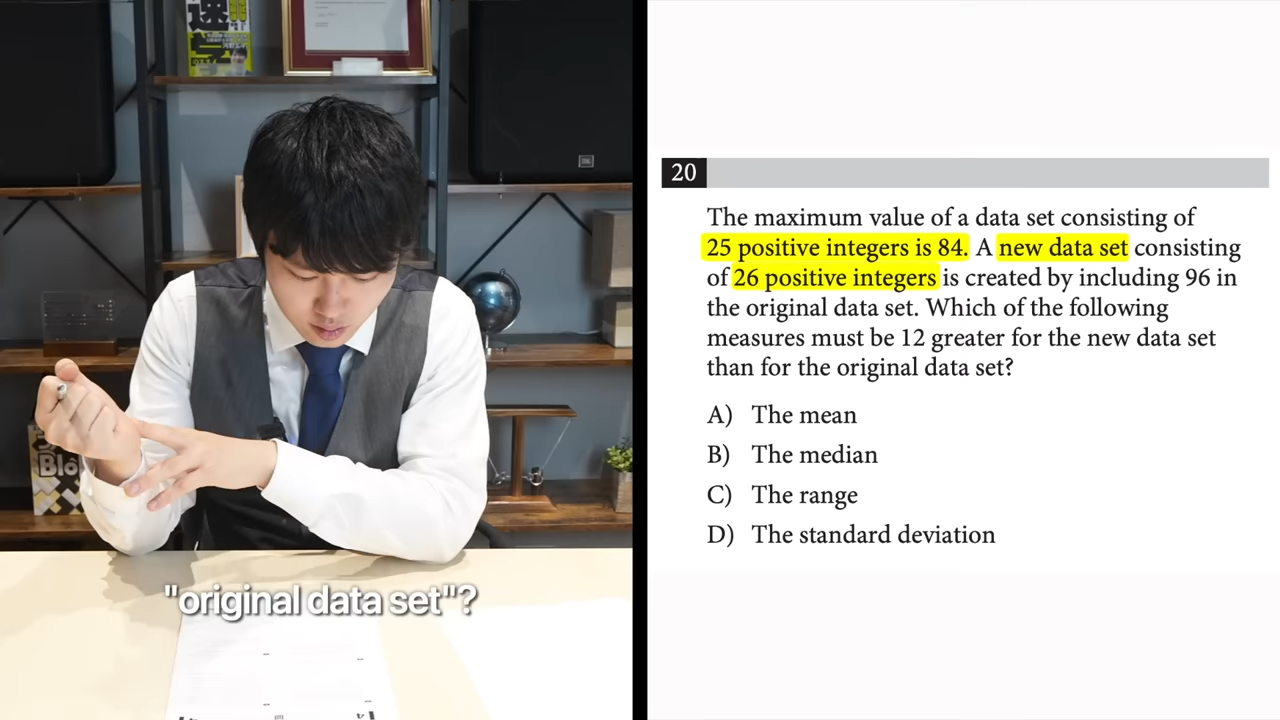 速
Blo
"original data set"?
20
The maximum value of a data set consisting of
25 positive integers is 84. A new data set consisting
of 26 positive integers is created by including 96 in
the original data set. Which of the following
measures must be 12 greater for the new data set
than for the original data set?
A) The mean
B) The median
C) The range
D) The standard deviation